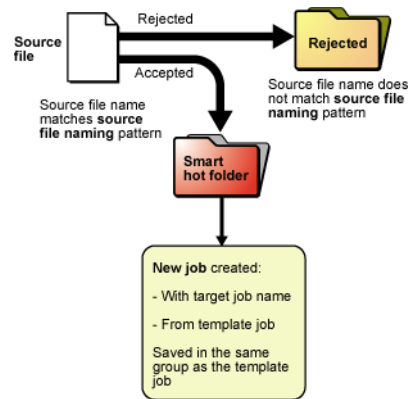 Source
file
Rejected
Accepted
Rejected
Source file name
matches source
file naming pattern
Source file name does
not match source file
naming pattern
Smart
hot folder
New job created:
- With target job name
- From template job
Saved in the same
group as the template
job